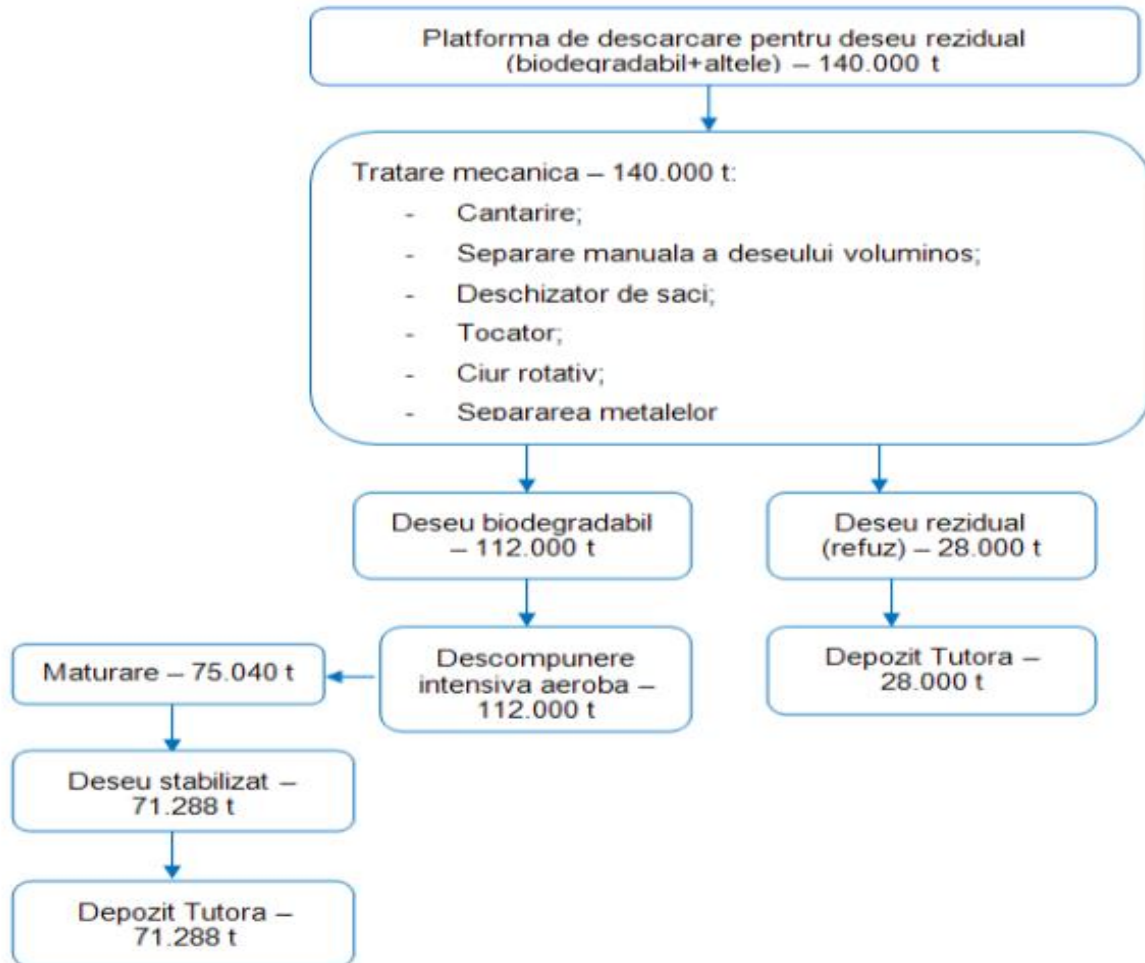 Platforma de descarcare pentru deseu rezidual
(biodegradabil+altele) – 140.000 t
Tratare mecanica – 140.000 t:
- Cantarire;
- Separare manuala a deseului voluminos;
- Deschizator de saci;
- Tocator;
- Ciur rotativ;
- Separarea metalelor
Deseu biodegradabil
– 112.000 t
Deseu rezidual
(refuz) – 28.000 t
Descompunere
intensiva aeroba –
112.000 t
Depozit Tutora –
28.000 t
Maturare – 75.040 t
Deseu stabilizat –
71.288 t
Depozit Tutora –
71.288 t